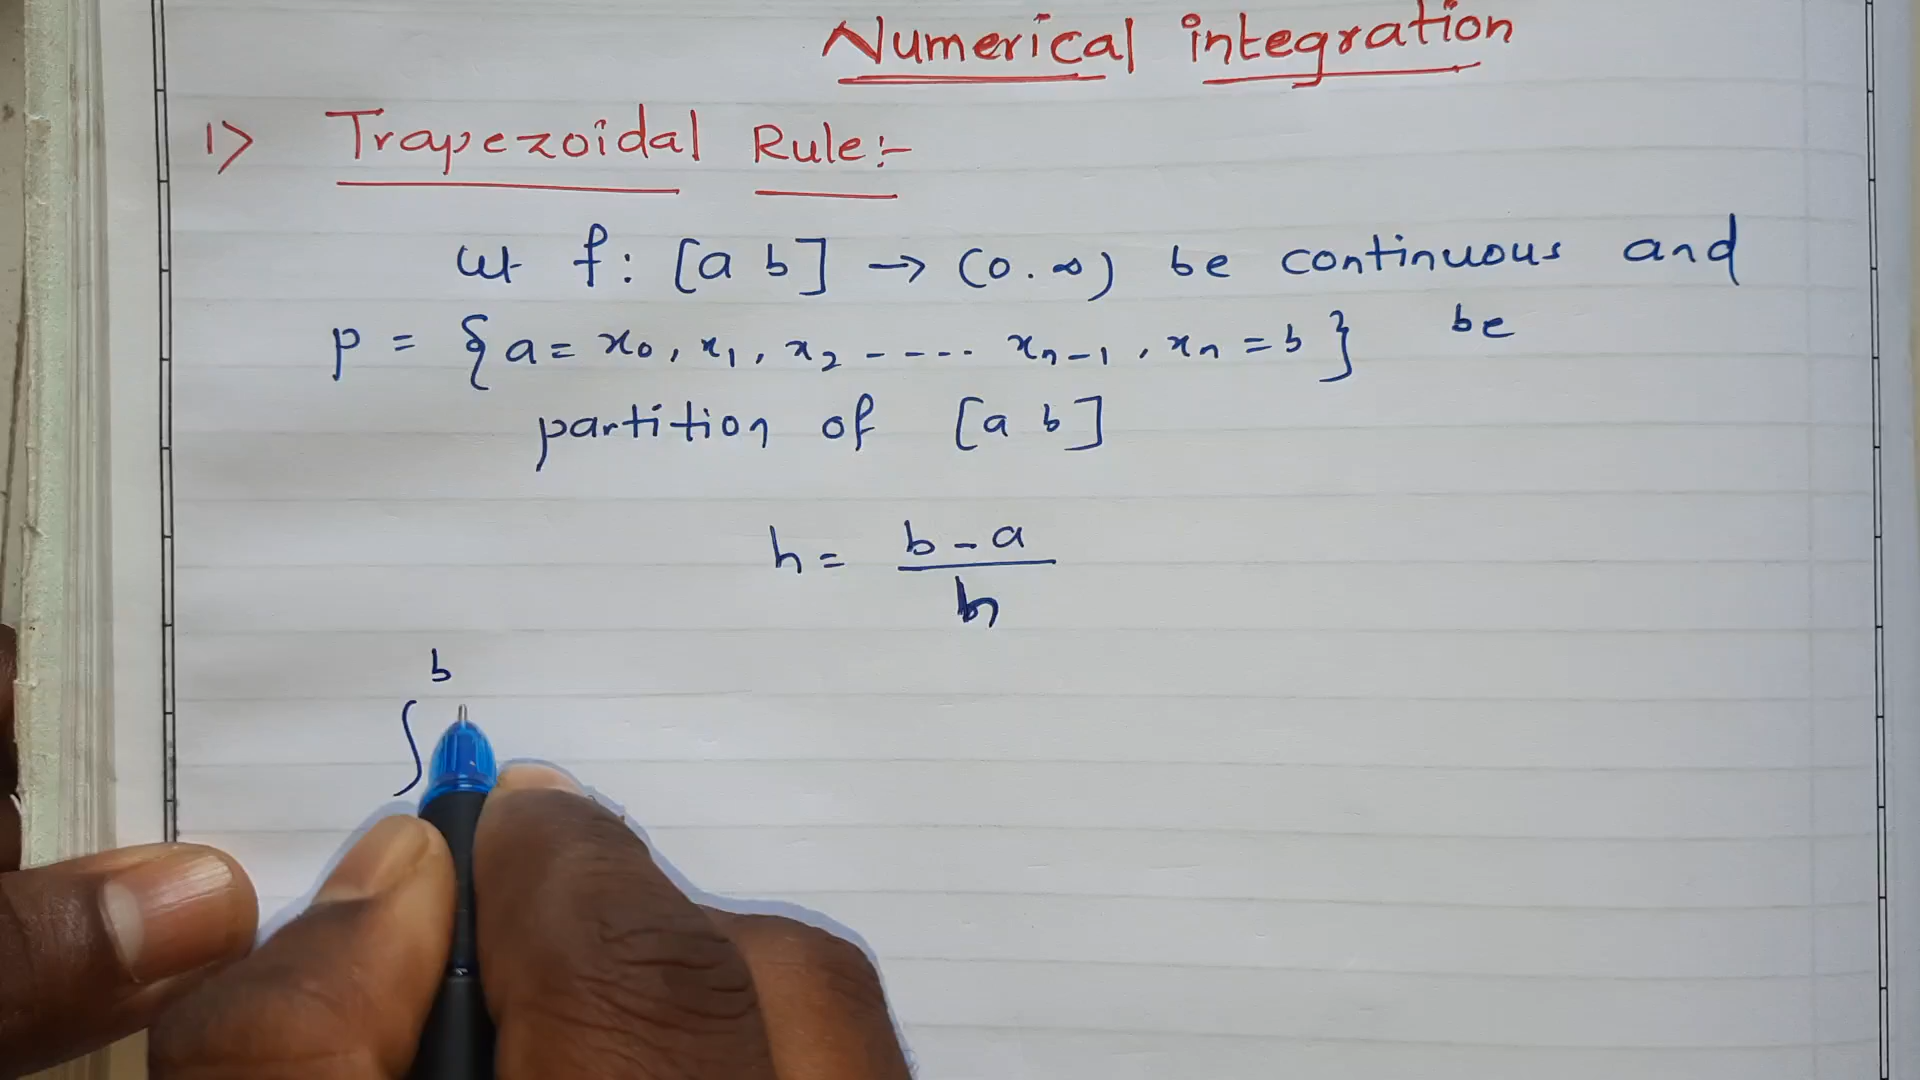 Numerical integration
1> Trapezoidal Rule:-
Let f: [a b] → (0. ∞) be continuous and
p = {a = x₀, x₁, x₂ - - - - - xₙ₋₁, xₙ = b} be
partition of [a b]
h = b - a
n
b
∫